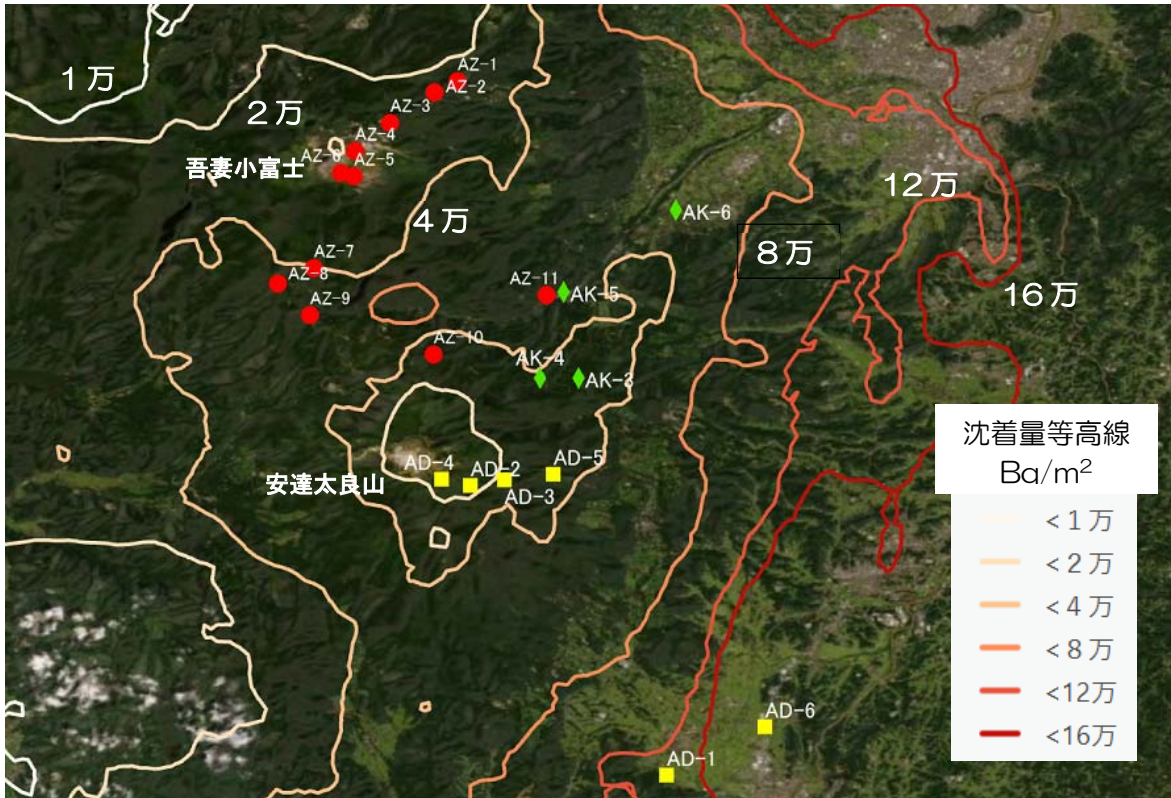 1万
2万
AZ-1
AZ-2
AZ-3
AZ-4
AZ-6
AZ-5
吾妻小富士
4万
12万
AK-6
8万
AZ-7
AZ-8
AZ-11
AK-5
16万
AZ-9
AZ-10
AK-4
AK-3
安達太良山
AD-4
AD-2
AD-5
AD-3
沈着量等高線
Bq/m²
<1万
<2万
<4万
<8万
<12万
<16万
AD-6
AD-1